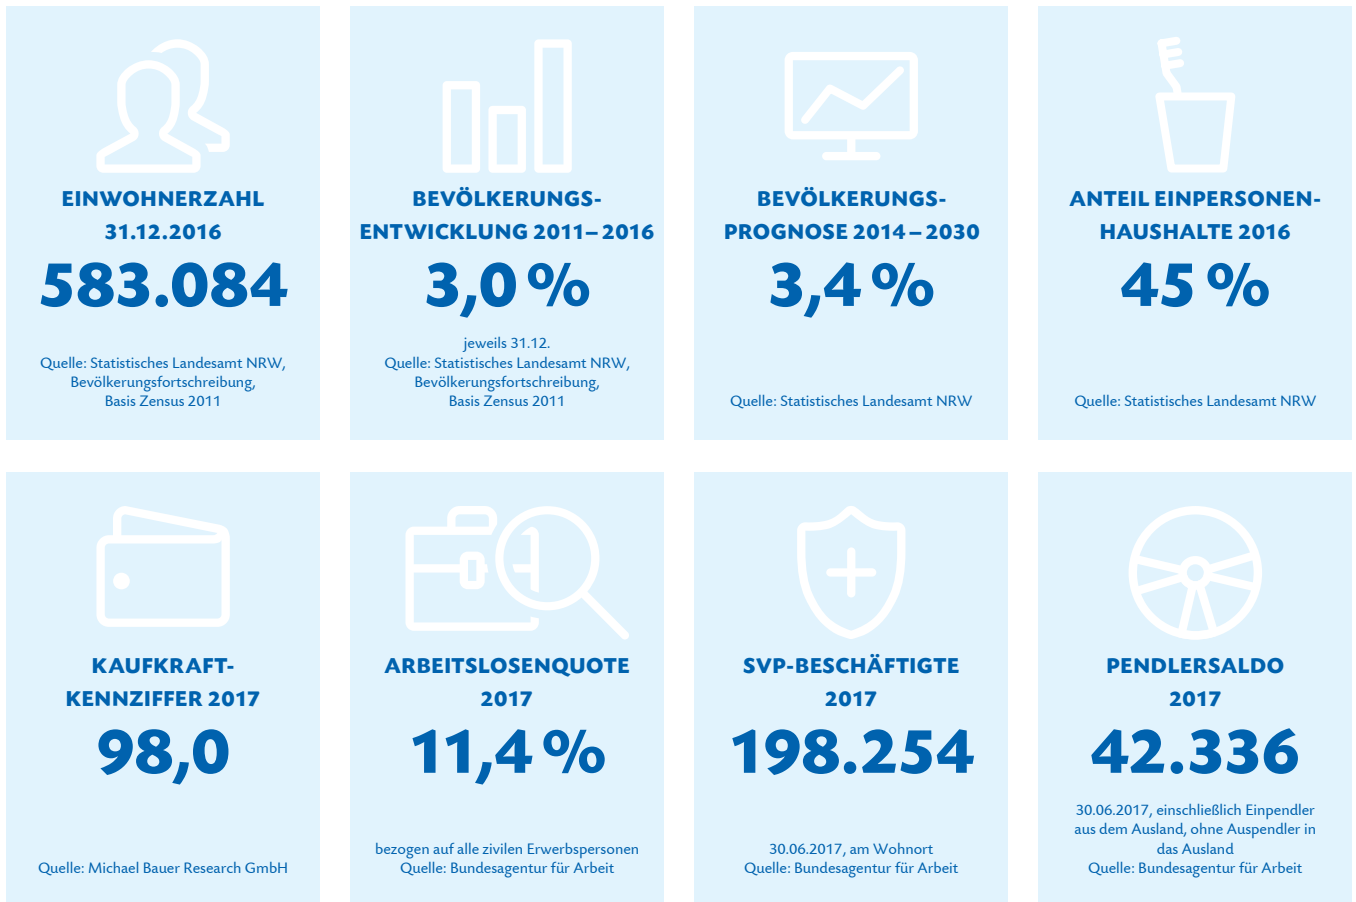 EINWOHNERZAHL
31.12.2016
583.084
Quelle: Statistisches Landesamt NRW,
Bevölkerungsfortschreibung,
Basis Zensus 2011
BEVÖLKERUNGS-
ENTWICKLUNG 2011–2016
3,0 %
jeweils 31.12.
Quelle: Statistisches Landesamt NRW,
Bevölkerungsfortschreibung,
Basis Zensus 2011
BEVÖLKERUNGS-
PROGNOSE 2014–2030
3,4 %
Quelle: Statistisches Landesamt NRW
ANTEIL EINPERSONEN-
HAUSHALTE 2016
45 %
Quelle: Statistisches Landesamt NRW
KAUFKRAFT-
KENNZIFFER 2017
98,0
Quelle: Michael Bauer Research GmbH
ARBEITSLOSENQUOTE
2017
11,4 %
bezogen auf alle zivilen Erwerbspersonen
Quelle: Bundesagentur für Arbeit
SVP-BESCHÄFTIGTE
2017
198.254
30.06.2017, am Wohnort
Quelle: Bundesagentur für Arbeit
PENDLERSALDO
2017
42.336
30.06.2017, einschließlich Einpendler
aus dem Ausland, ohne Auspendler in
das Ausland
Quelle: Bundesagentur für Arbeit